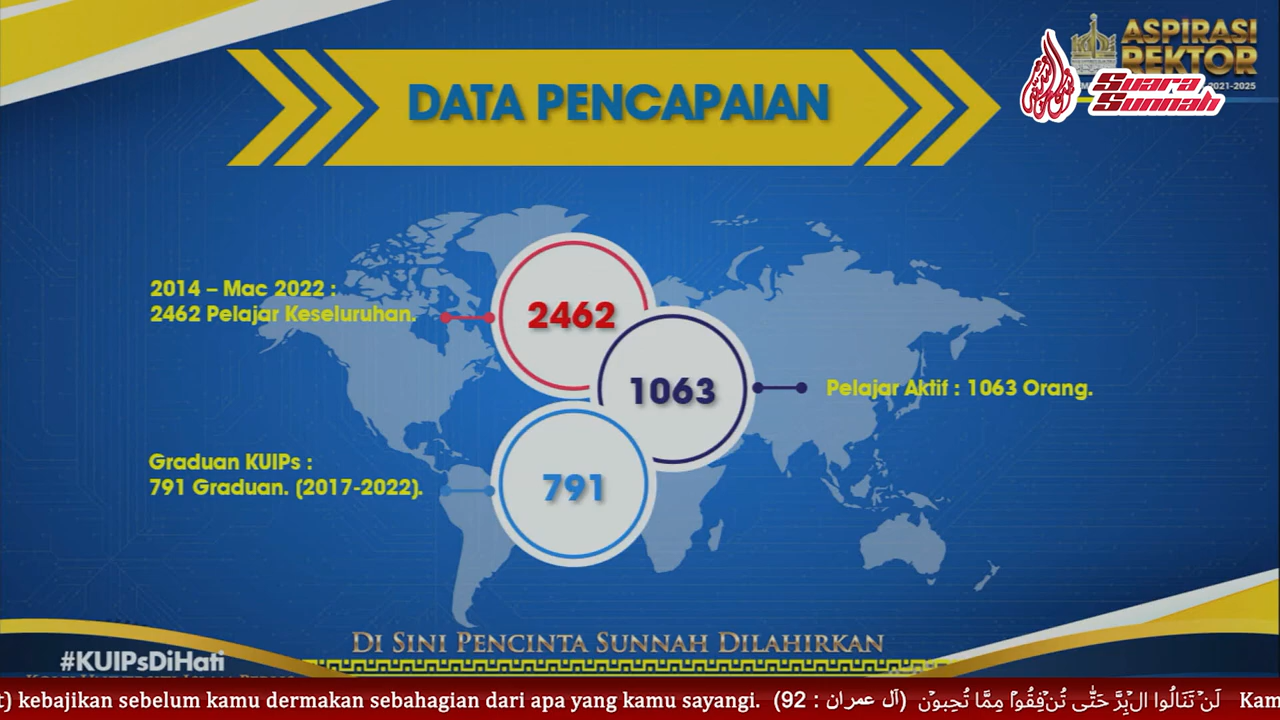 ASPIRASI
REKTOR
2021-2025
Suara
Sunnah
DATA PENCAPAIAN
2014 – Mac 2022 :
2462 Pelajar Keseluruhan.
2462
1063
Pelajar Aktif : 1063 Orang.
Graduan KUIPs :
791 Graduan. (2017-2022).
791
DI SINI PENCINTA SUNNAH DILAHIRKAN
#KUIPsDiHati
t) kebajikan sebelum kamu dermakan sebahagian dari apa yang kamu sayangi. (آل عمران : 92) لَنْ تَنَالُوا الْبِرَّ حَتَّى تُنْفِقُوا مِمَّا تُحِبُّونَ Kam